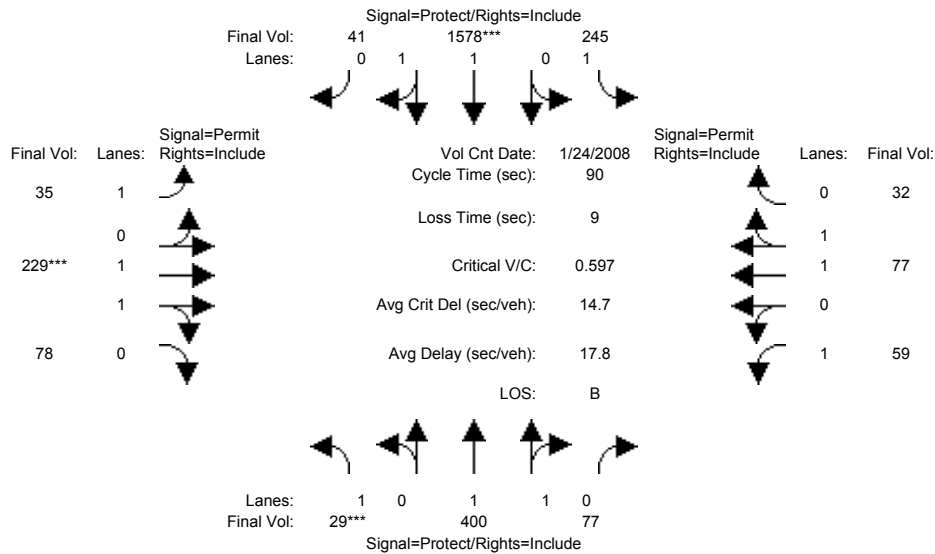 Signal=Protect/Rights=Include
Final Vol: 41 1578*** 245
Lanes: 0 1 1 0 1
Signal=Permit Signal=Permit
Final Vol: Lanes: Rights=Include Vol Cnt Date: 1/24/2008 Rights=Include Lanes: Final Vol:
Cycle Time (sec): 90
35 1 0 32
Loss Time (sec): 9
0 1
229*** 1 Critical V/C: 0.597 1 77
1 Avg Crit Del (sec/veh): 14.7 0
78 0 Avg Delay (sec/veh): 17.8 1 59
LOS: B
Lanes: 1 0 1 1 0
Final Vol: 29*** 400 77
Signal=Protect/Rights=Include